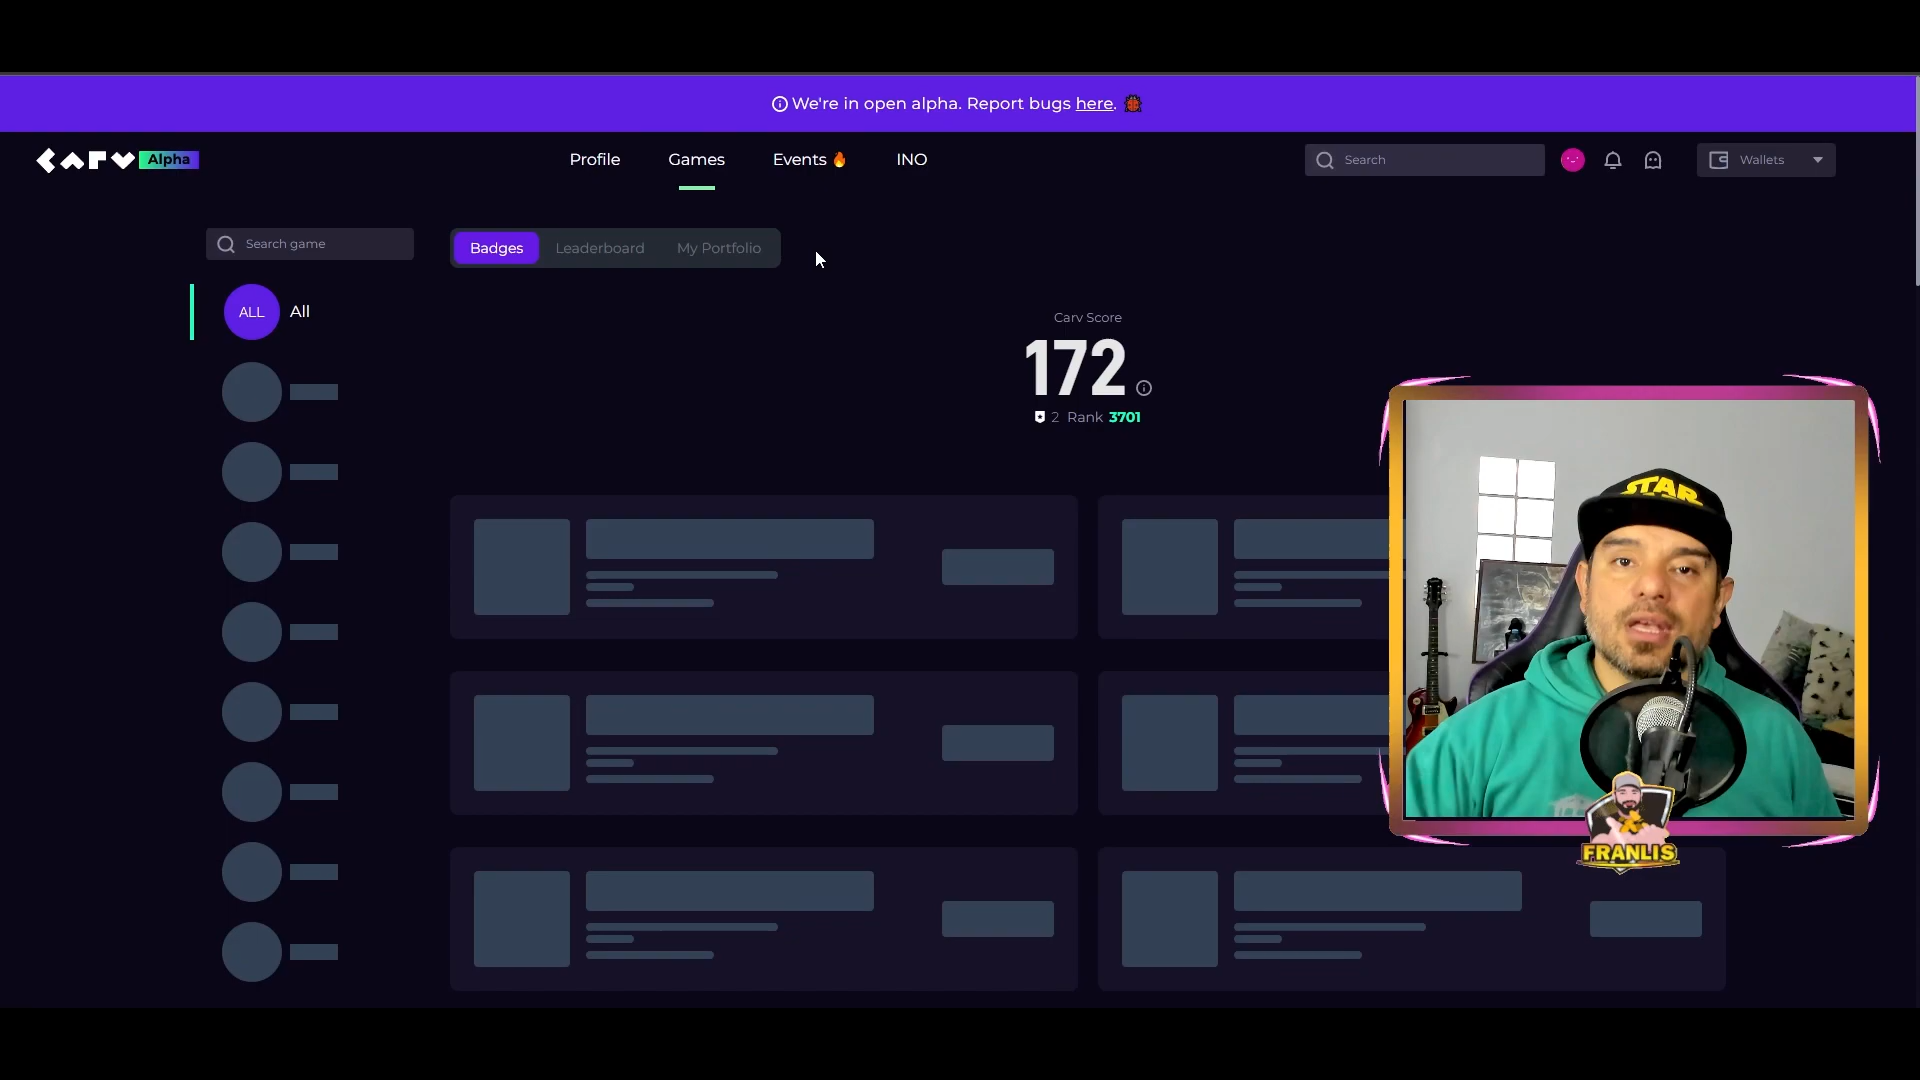 We're in open alpha. Report bugs here.
CARV Alpha
Profile
Games
Events
INO
Search
Wallets
Search game
Badges
Leaderboard
My Portfolio
ALL
All
Carv Score
172
2 Rank 3701
STAR
FRANLIS